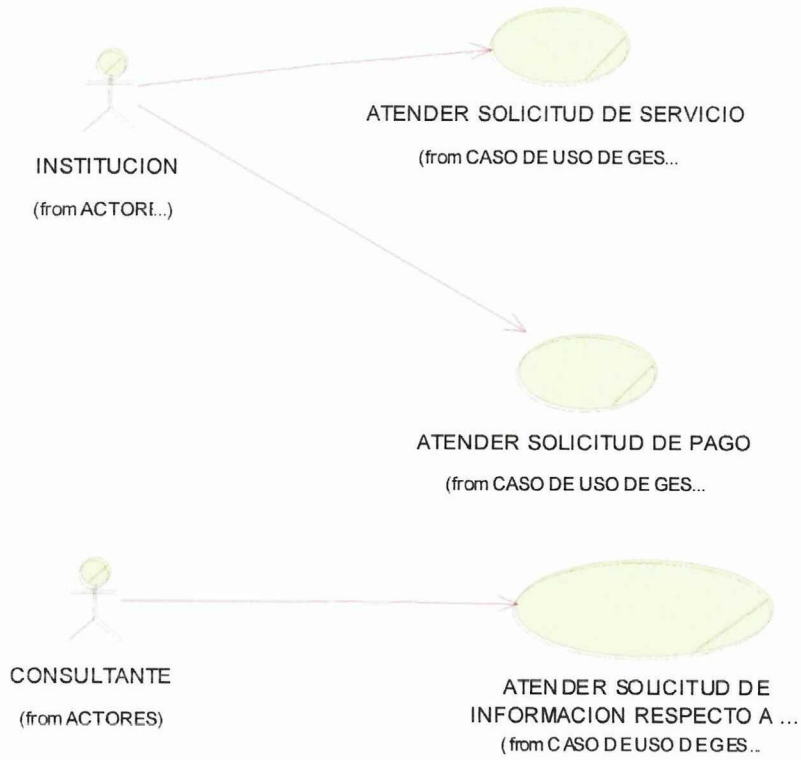 ATENDER SOLICITUD DE SERVICIO
(from CASO DE USO DE GES...
INSTITUCION
(from ACTORE...)
ATENDER SOLICITUD DE PAGO
(from CASO DE USO DE GES...
CONSULTANTE
(from ACTORES)
ATENDER SOLICITUD DE
INFORMACION RESPECTO A ...
(from CASO DE USO DE GES...